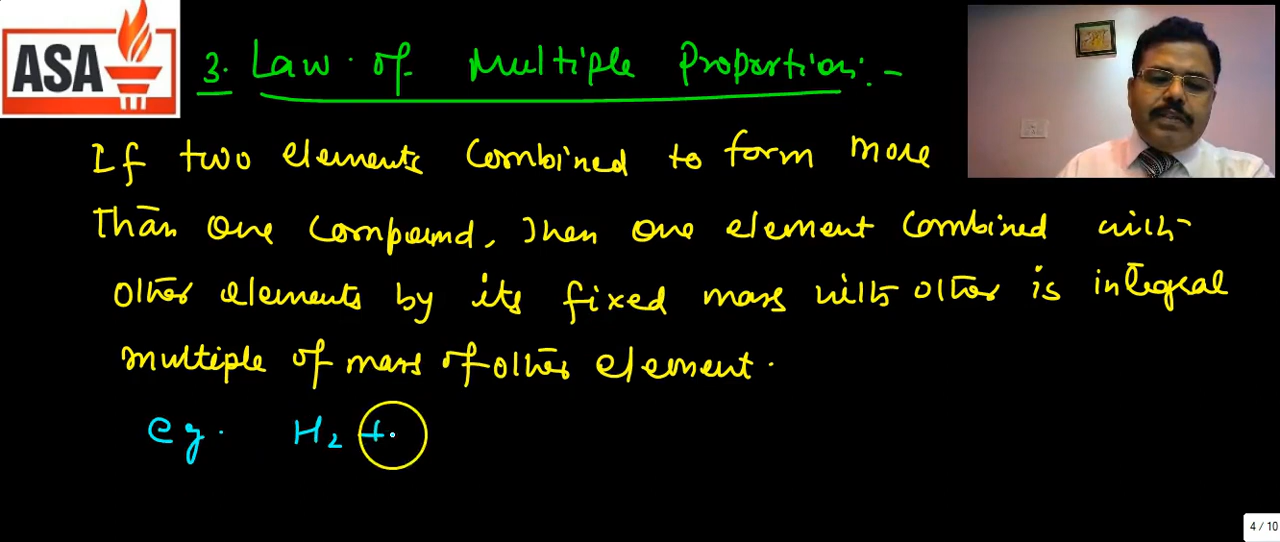 ASA
3. Law of Multiple Proportion:-
If two elements Combined to form more
Than one Compound, Then one element Combined with
other elements by its fixed mass with other is integral
multiple of mass of other element.
eg. H2 +
4 / 10